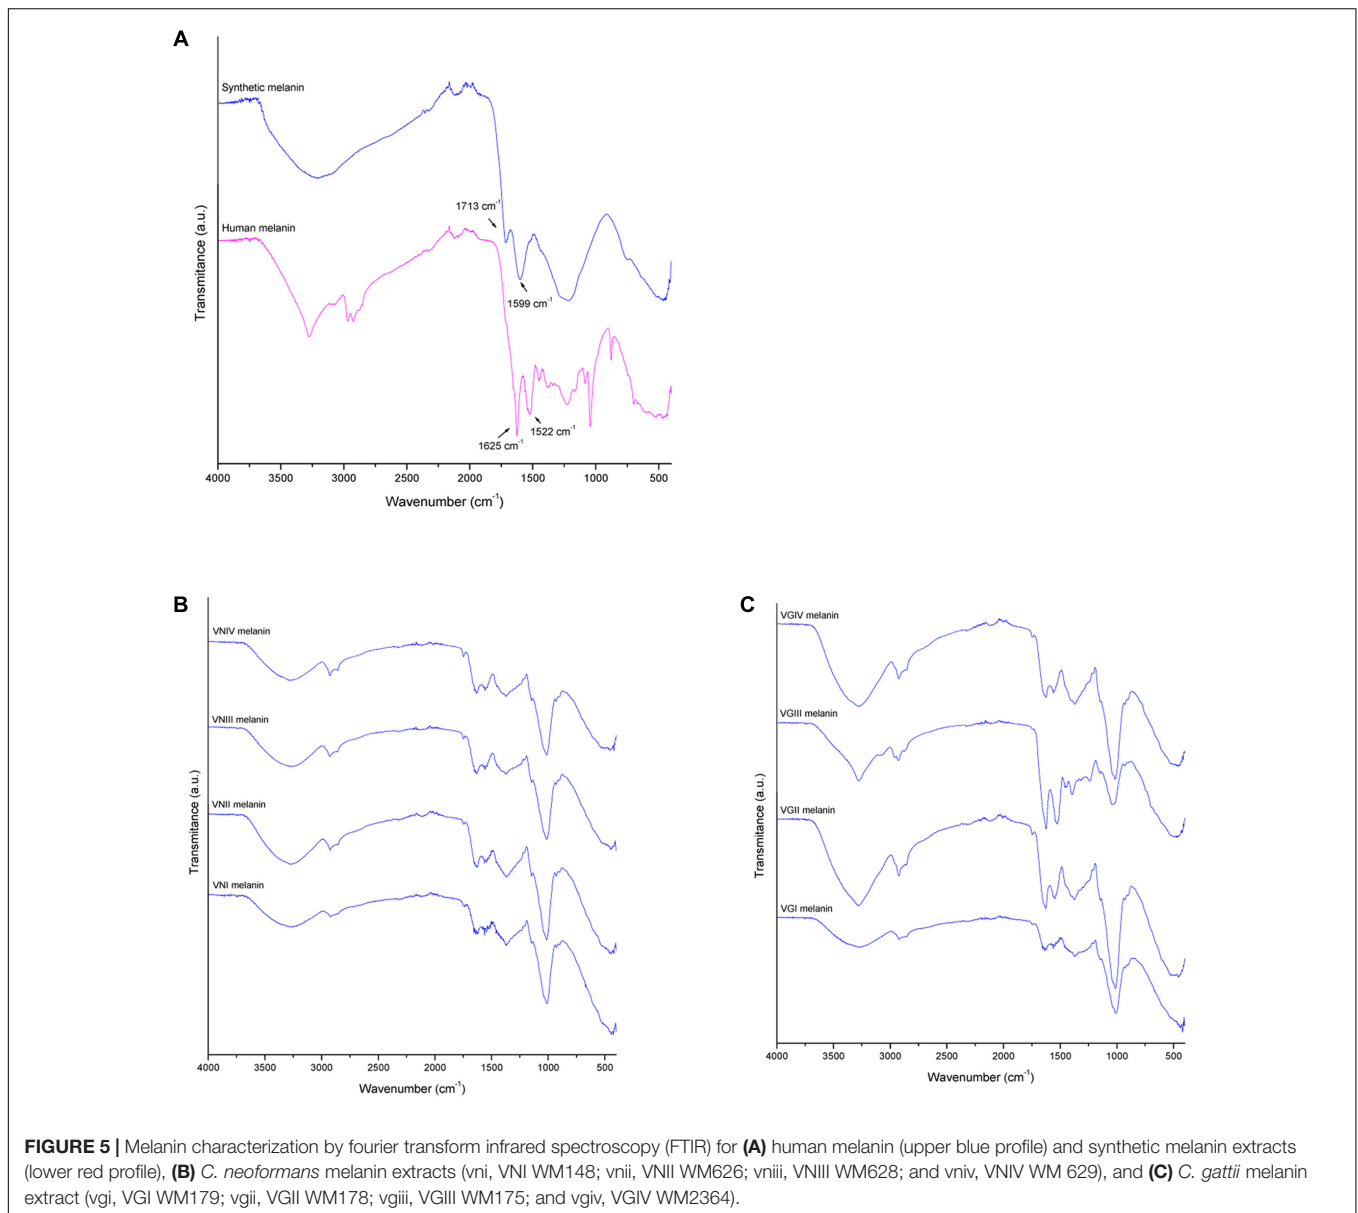 A
Synthetic melanin
1713 cm⁻¹
Human melanin
1599 cm⁻¹
1522 cm⁻¹
1625 cm⁻¹
Transmitance (a.u.)
4000 3500 3000 2500 2000 1500 1000 500
Wavenumber (cm⁻¹)
B
VNIV melanin
VNIII melanin
VNII melanin
VNI melanin
Transmitance (a.u.)
4000 3500 3000 2500 2000 1500 1000 500
Wavenumber (cm⁻¹)
C
VGIV melanin
VGIII melanin
VGII melanin
VGI melanin
Transmitance (a.u.)
4000 3500 3000 2500 2000 1500 1000 500
Wavenumber (cm⁻¹)
FIGURE 5 | Melanin characterization by fourier transform infrared spectroscopy (FTIR) for (A) human melanin (upper blue profile) and synthetic melanin extracts
(lower red profile), (B) C. neoformans melanin extracts (vni, VNI WM148; vnii, VNII WM626; vniii, VNIII WM628; and vniv, VNIV WM 629), and (C) C. gattii melanin
extract (vgi, VGI WM179; vgii, VGII WM178; vgiii, VGIII WM175; and vgiv, VGIV WM2364).